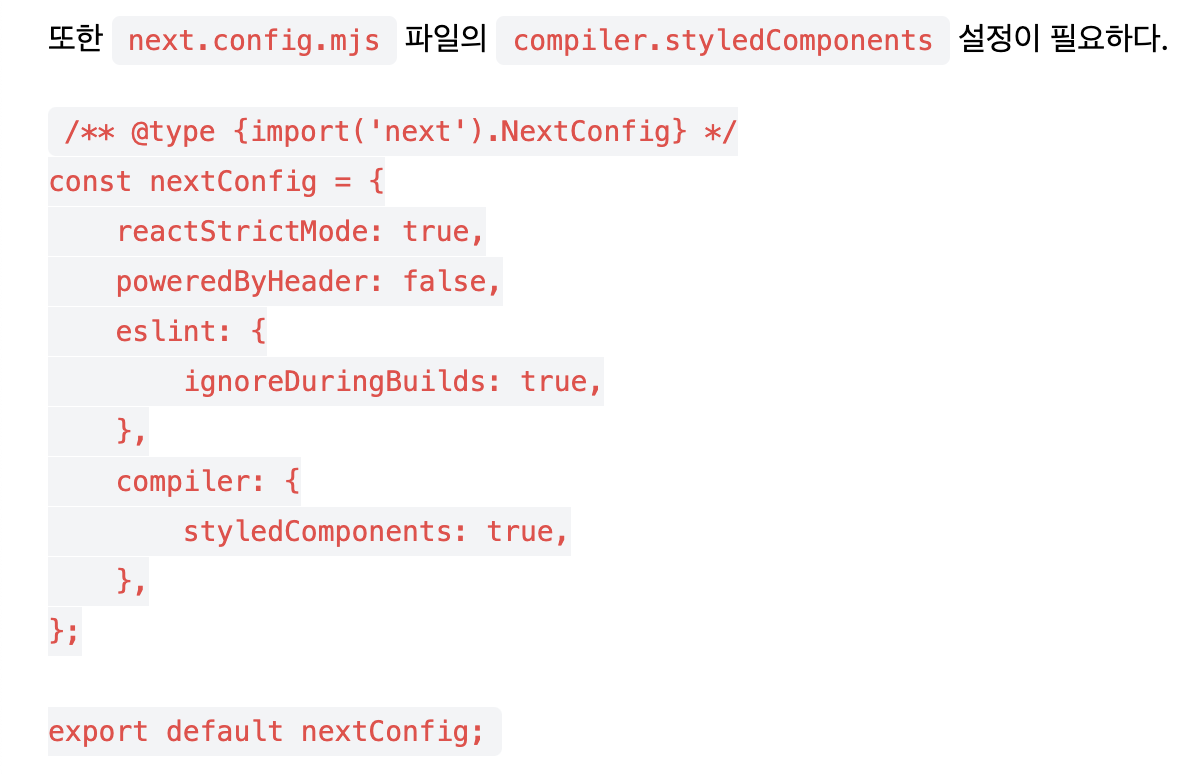 또한 next.config.mjs 파일의 compiler.styledComponents 설정이 필요하다.
/** @type {import('next').NextConfig} */
const nextConfig = {
    reactStrictMode: true,
    poweredByHeader: false,
    eslint: {
        ignoreDuringBuilds: true,
    },
    compiler: {
        styledComponents: true,
    },
};
export default nextConfig;